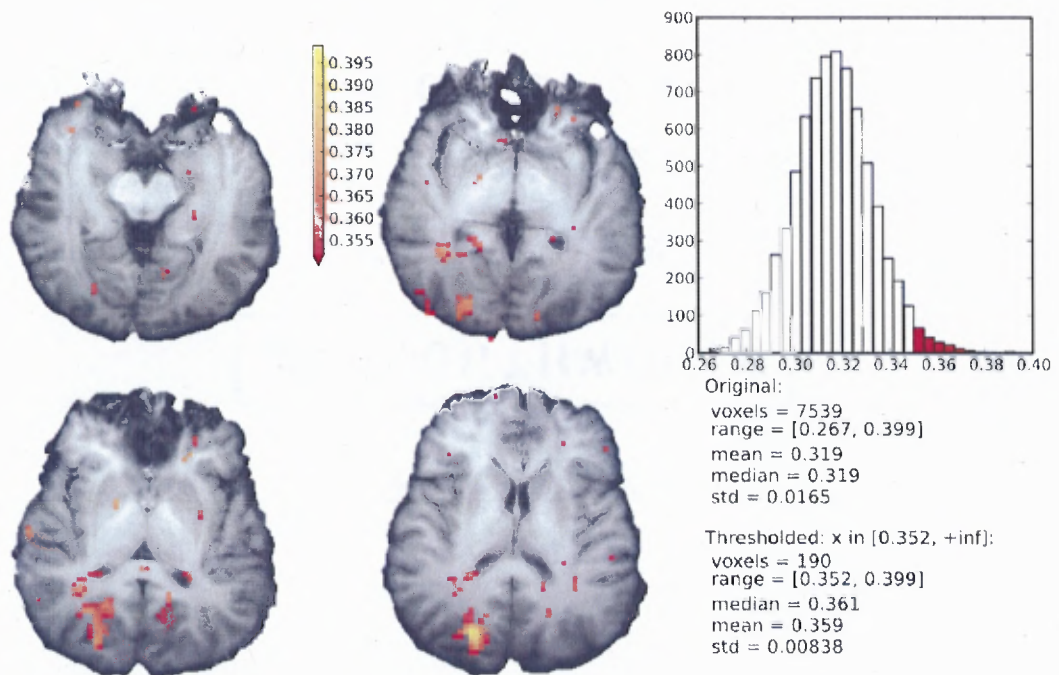 0.395
0.390
0.385
0.380
0.375
0.370
0.365
0.360
0.355
900
800
700
600
500
400
300
200
100
0
0.26 0.28 0.30 0.32 0.34 0.36 0.38 0.40
Original:
voxels = 7539
range = [0.267, 0.399]
mean = 0.319
median = 0.319
std = 0.0165
Thresholded: x in [0.352, +inf]:
voxels = 190
range = [0.352, 0.399]
median = 0.361
mean = 0.359
std = 0.00838